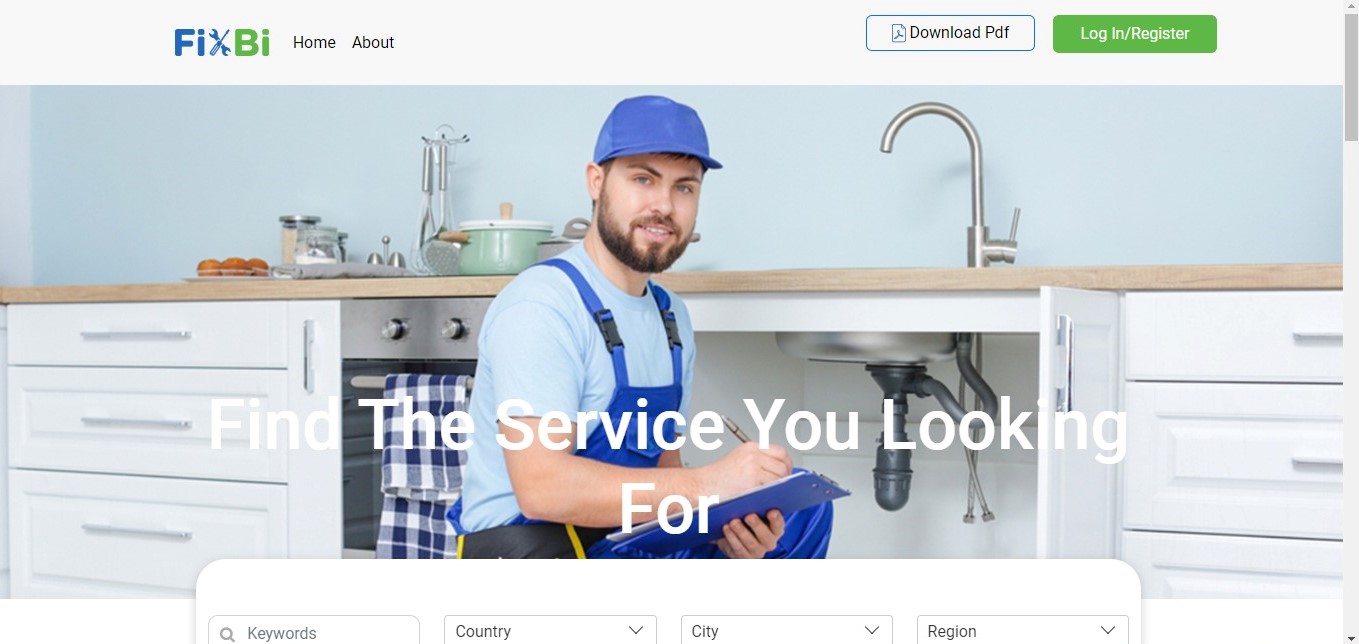 FixBi
Home
About
Download Pdf
Log In/Register
Find The Service You Looking
For
Keywords
Country
City
Region